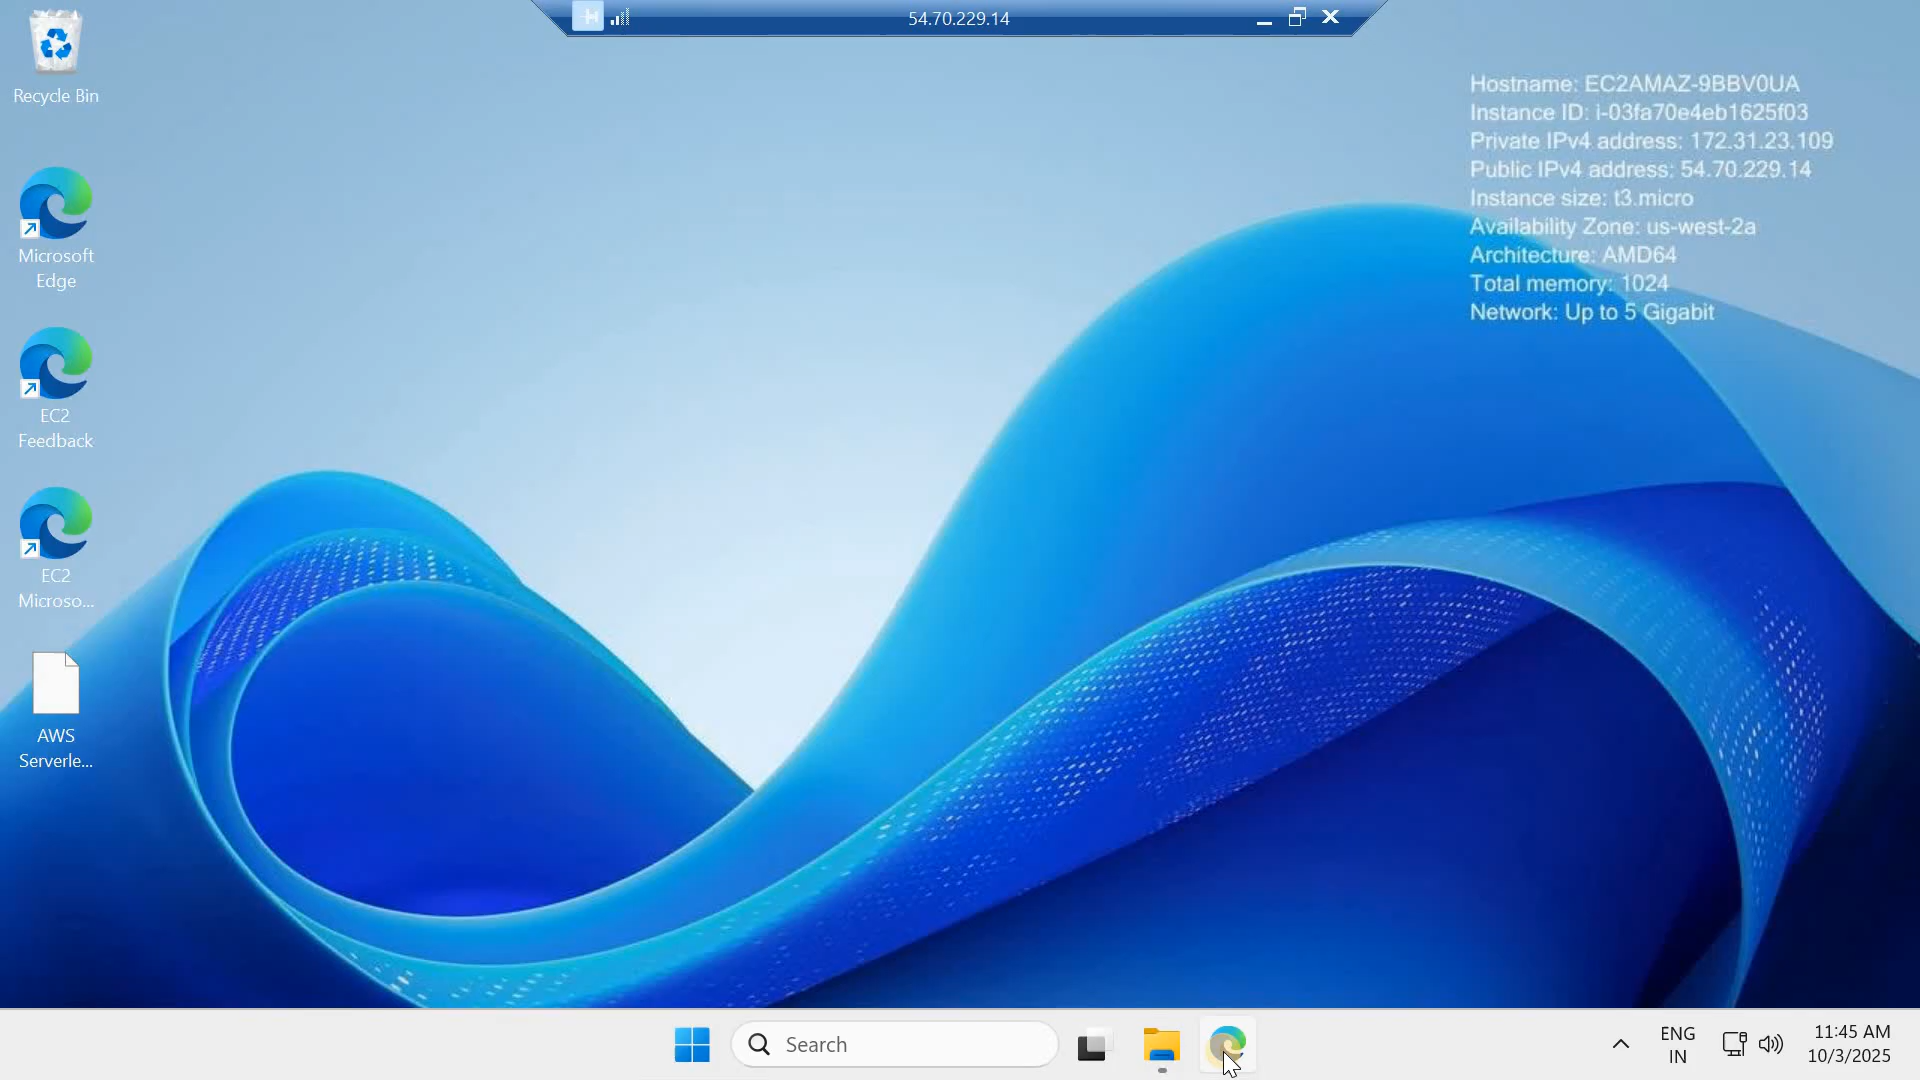 54.70.229.14
Recycle Bin
Hostname: EC2AMAZ-9BBV0UA
Instance ID: i-03fa70e4eb1625f03
Private IPv4 address: 172.31.23.109
Public IPv4 address: 54.70.229.14
Instance size: t3.micro
Availability Zone: us-west-2a
Architecture: AMD64
Total memory: 1024
Network: Up to 5 Gigabit
Microsoft
Edge
EC2
Feedback
EC2
Microso...
AWS
Serverle...
Search
ENG
IN
11:45 AM
10/3/2025